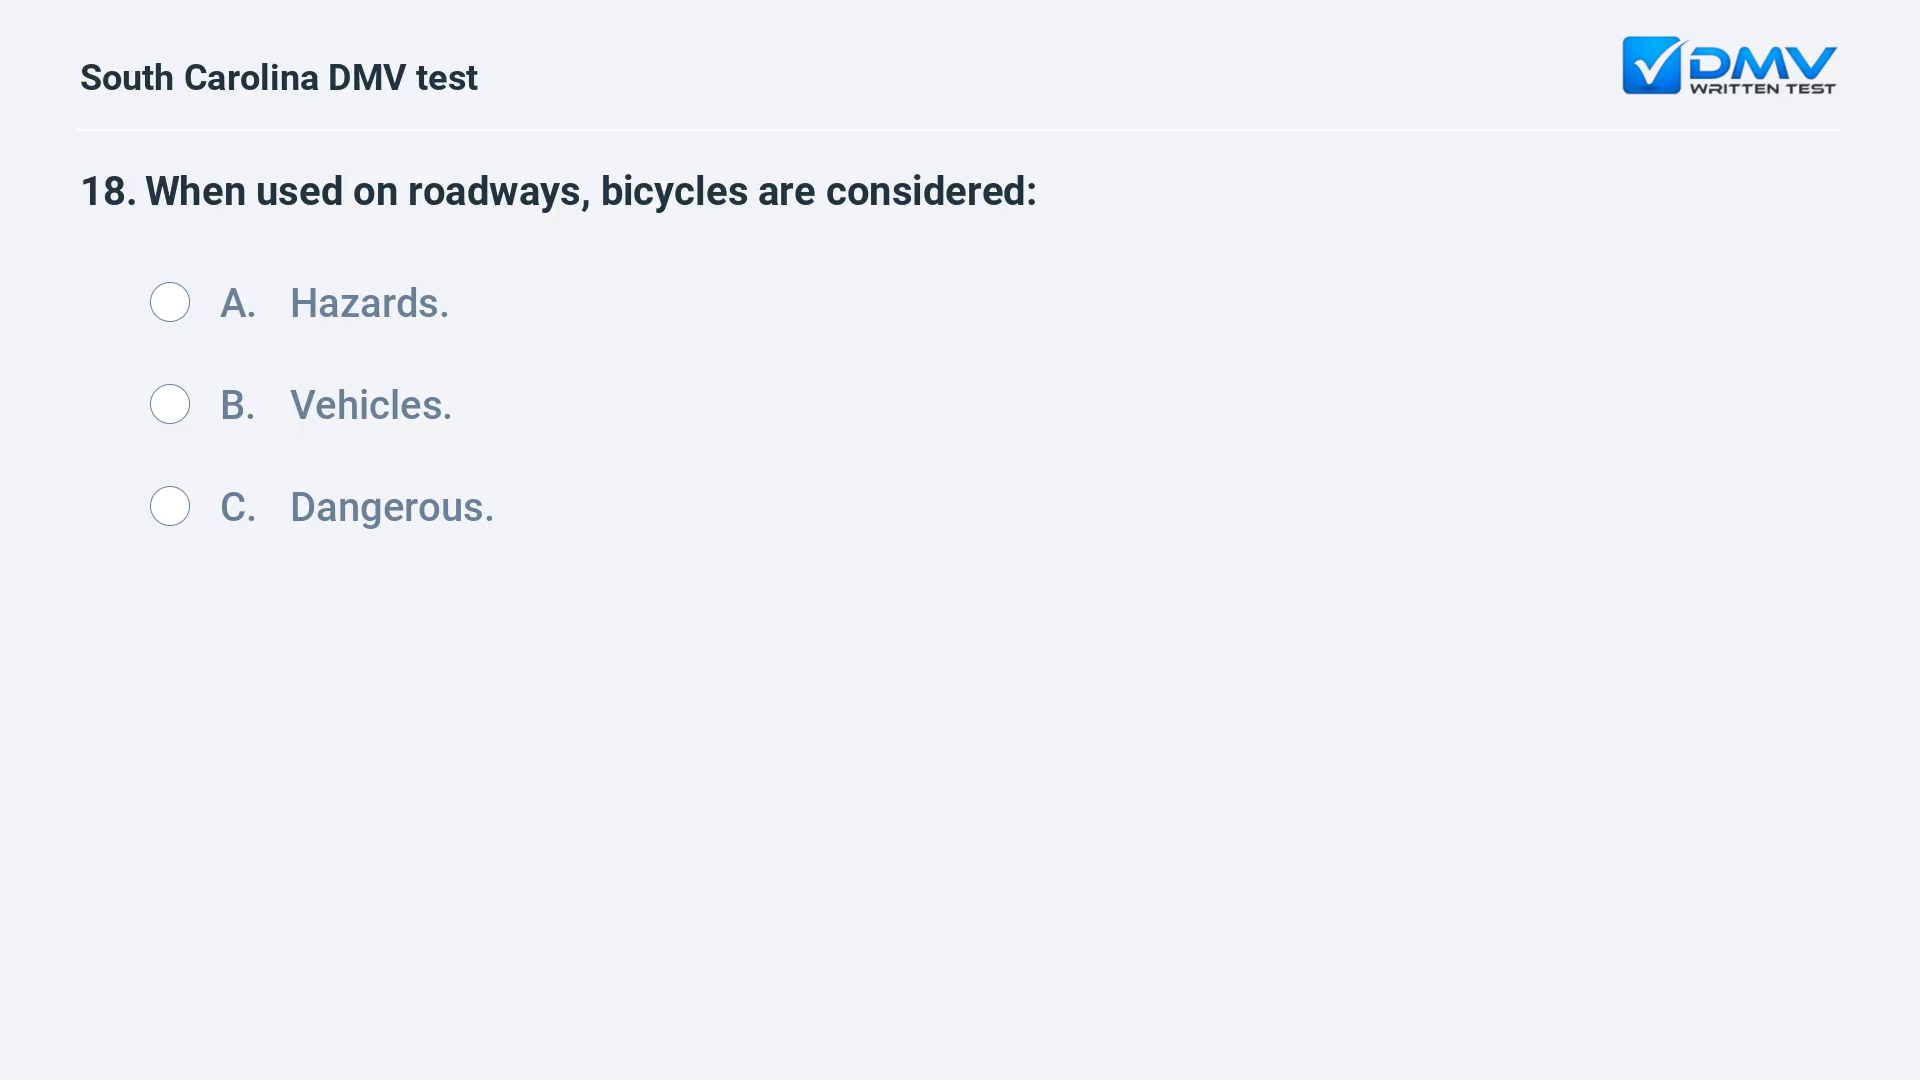 South Carolina DMV test
DMV
WRITTEN TEST
18. When used on roadways, bicycles are considered:
A. Hazards.
B. Vehicles.
C. Dangerous.